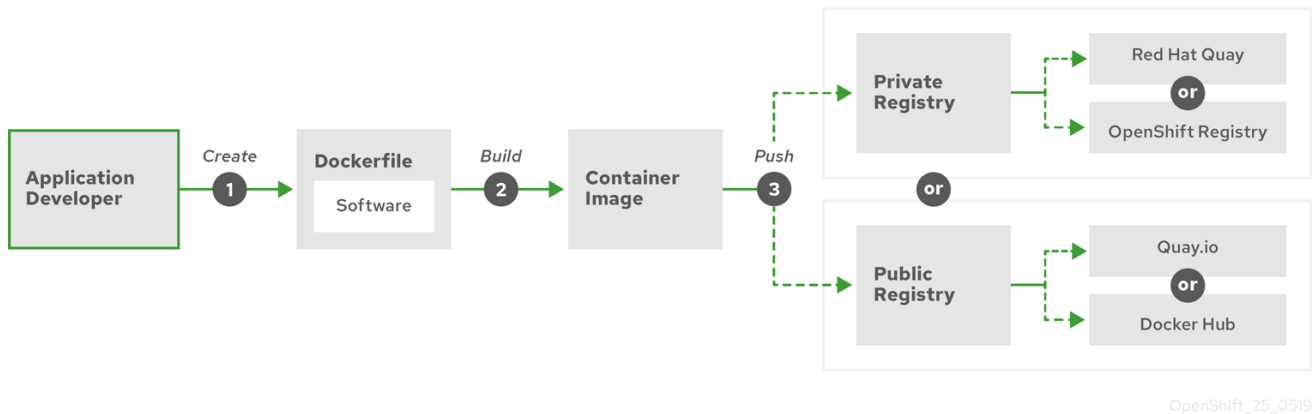 Application
Developer
Create
1
Dockerfile
Software
Build
2
Container
Image
Push
3
Private
Registry
Red Hat Quay
or
OpenShift Registry
or
Public
Registry
Quay.io
or
Docker Hub
OpenShift_25_0519